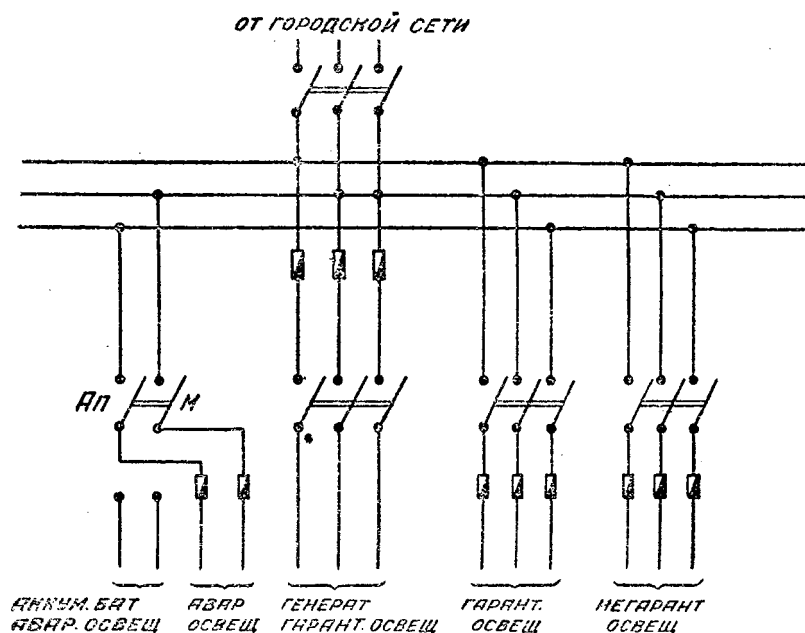 ОТ ГОРОДСКОЙ СЕТИ
АП М
АККУМ. БАТ
АВАР. ОСВЕЩ
АВАР
ОСВЕЩ
ГЕНЕРАТ
ГАРАНТ. ОСВЕЩ
ГАРАНТ.
ОСВЕЩ
НЕГАРАНТ
ОСВЕЩ